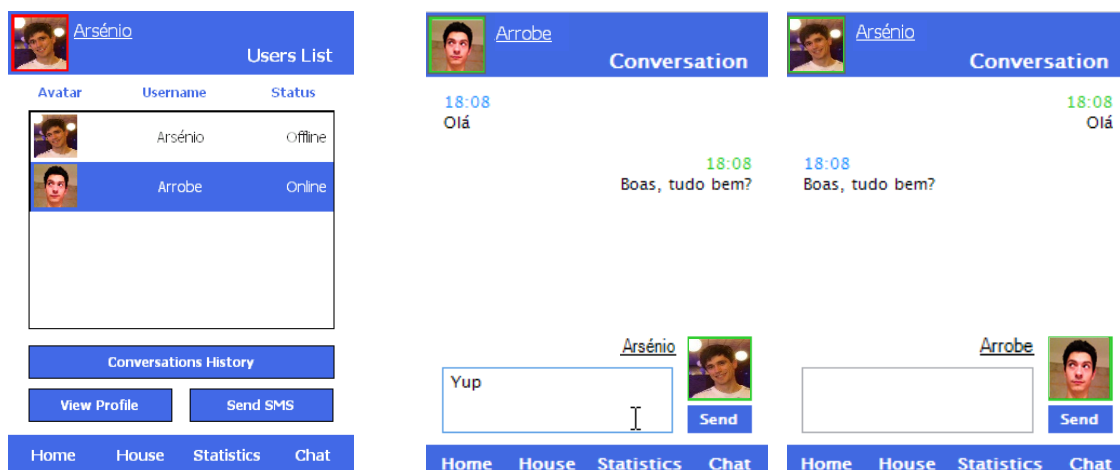 Arsénio
Users List
Avatar Username Status
Arsénio Offline
Arrobe Online
Conversations History
View Profile Send SMS
Home House Statistics Chat
Arrobe
Conversation
18:08
Olá
18:08
Boas, tudo bem?
Arsénio
Yup
Send
Home House Statistics Chat
Arsénio
Conversation
18:08
Olá
18:08
Boas, tudo bem?
Arrobe
Send
Home House Statistics Chat